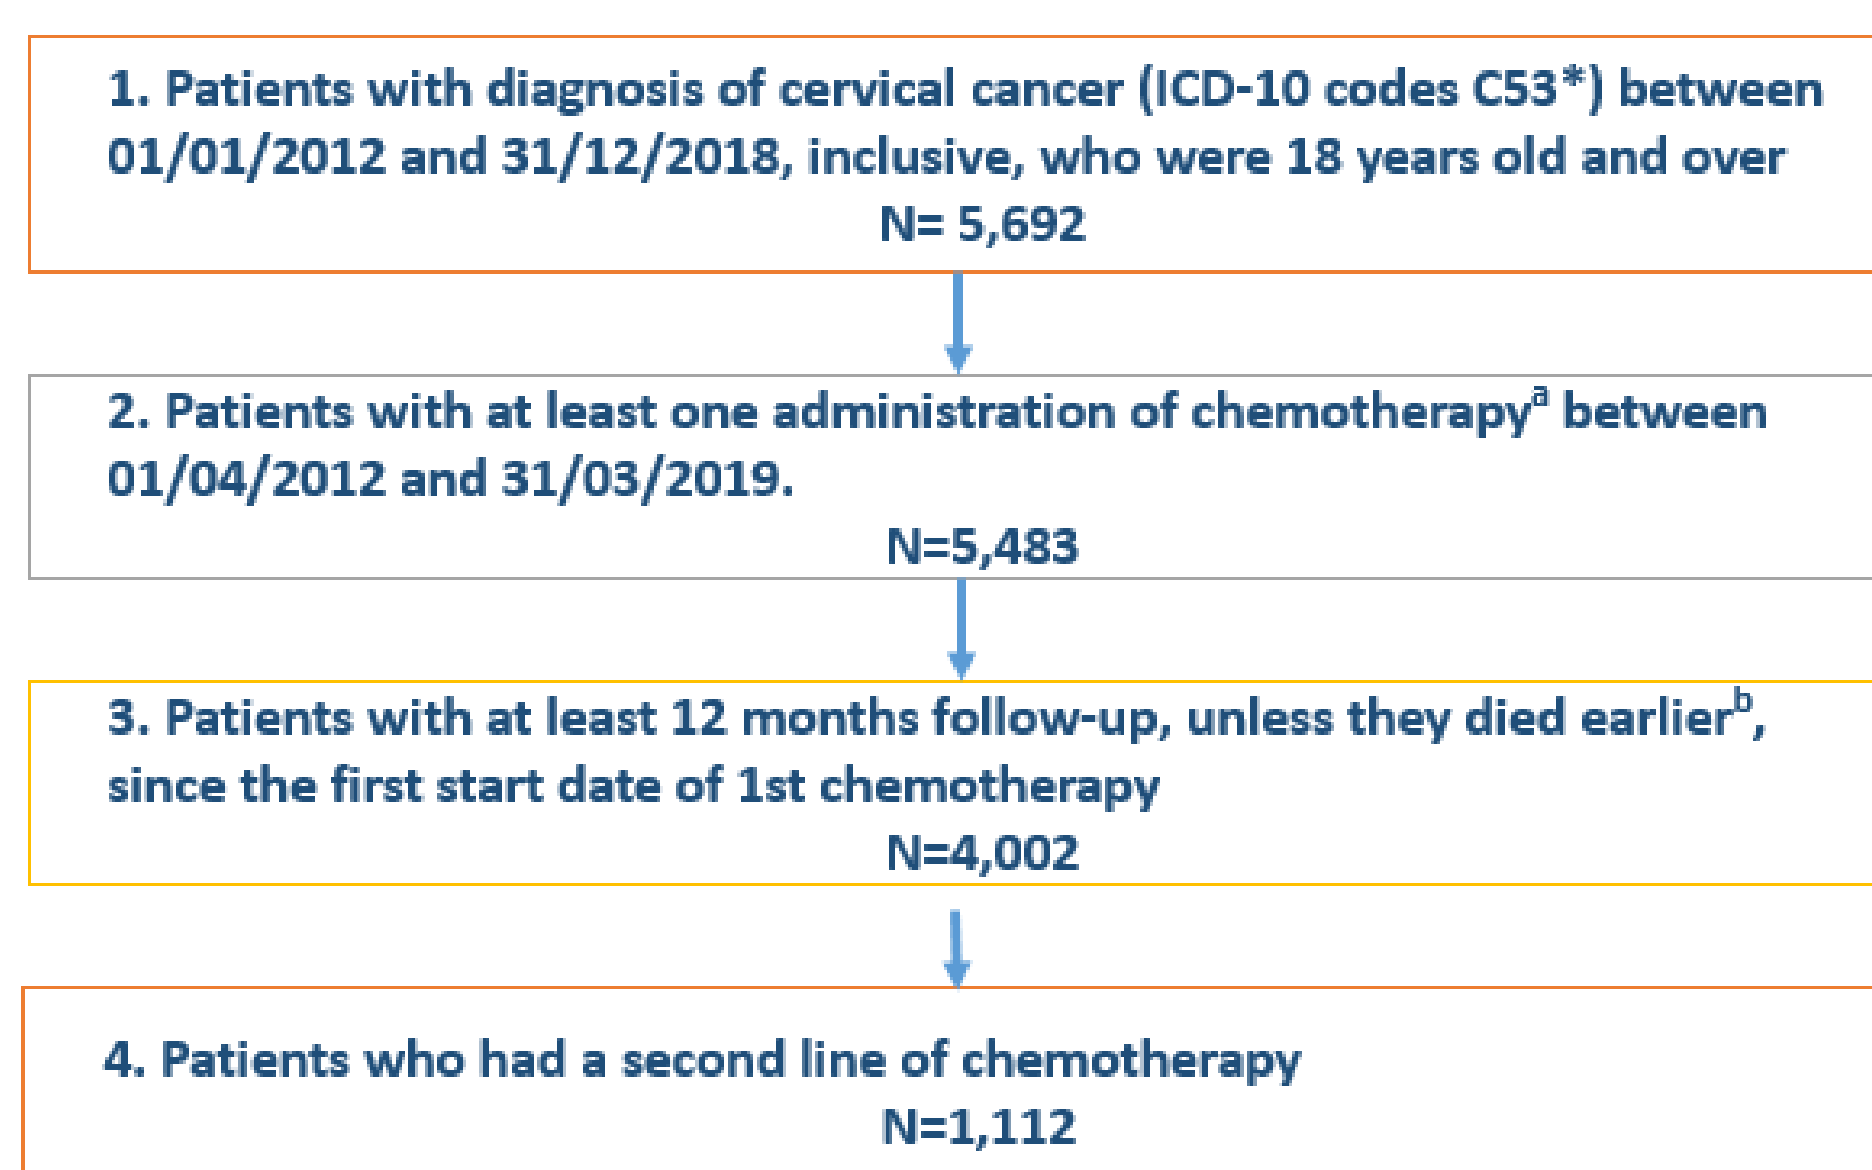 1. Patients with diagnosis of cervical cancer (ICD-10 codes C53*) between
01/01/2012 and 31/12/2018, inclusive, who were 18 years old and over
N= 5,692
2. Patients with at least one administration of chemotherapyᵃ between
01/04/2012 and 31/03/2019.
N=5,483
3. Patients with at least 12 months follow-up, unless they died earlierᵇ,
since the first start date of 1st chemotherapy
N=4,002
4. Patients who had a second line of chemotherapy
N=1,112